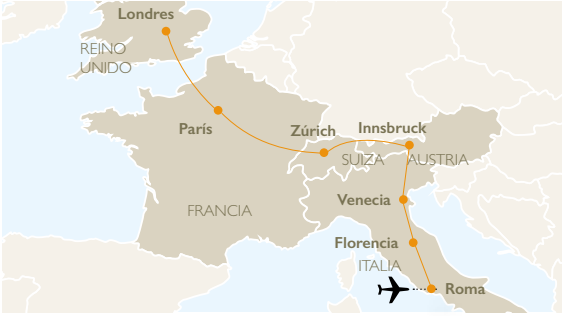 Londres
REINO
UNIDO
París
Zúrich
Innsbruck
SUIZA
AUSTRIA
Venecia
FRANCIA
Florencia
ITALIA
Roma